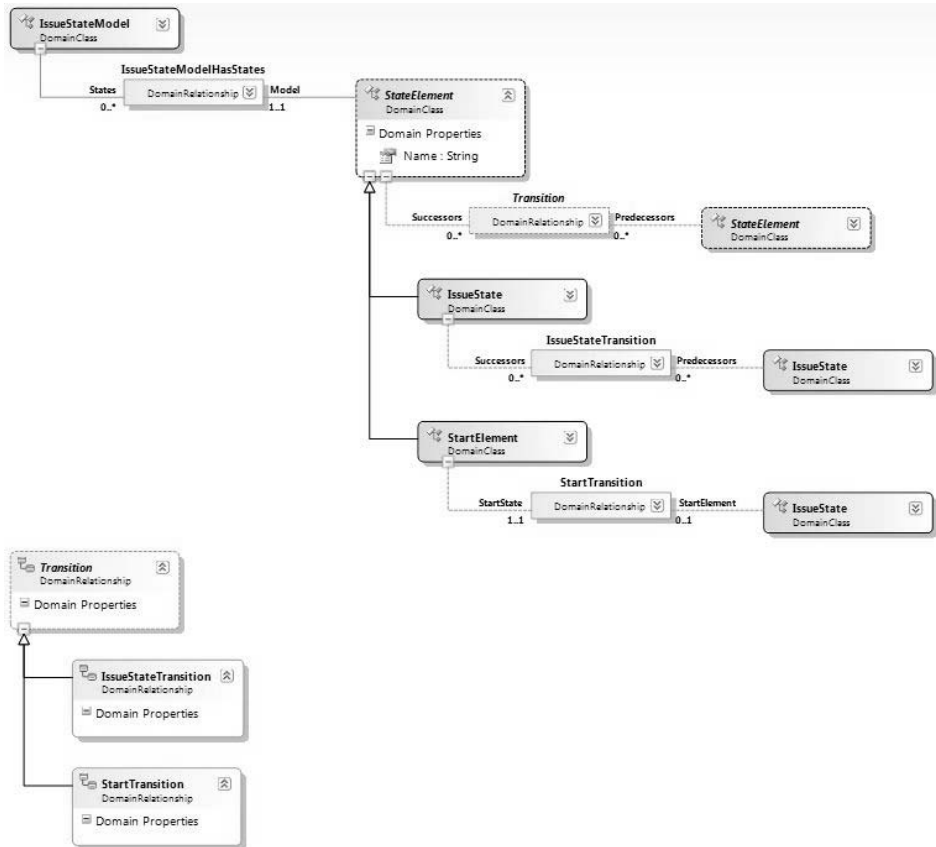 IssueStateModel
DomainClass
IssueStateModelHasStates
States
DomainRelationship
Model
0..*
1..1
StateElement
DomainClass
Domain Properties
Name : String
Transition
Successors
DomainRelationship
Predecessors
0..*
0..*
StateElement
DomainClass
IssueState
DomainClass
IssueStateTransition
Successors
DomainRelationship
Predecessors
0..*
0..*
IssueState
DomainClass
StartElement
DomainClass
StartTransition
StartState
DomainRelationship
StartElement
1..1
0..1
IssueState
DomainClass
Transition
DomainRelationship
Domain Properties
IssueStateTransition
DomainRelationship
Domain Properties
StartTransition
DomainRelationship
Domain Properties